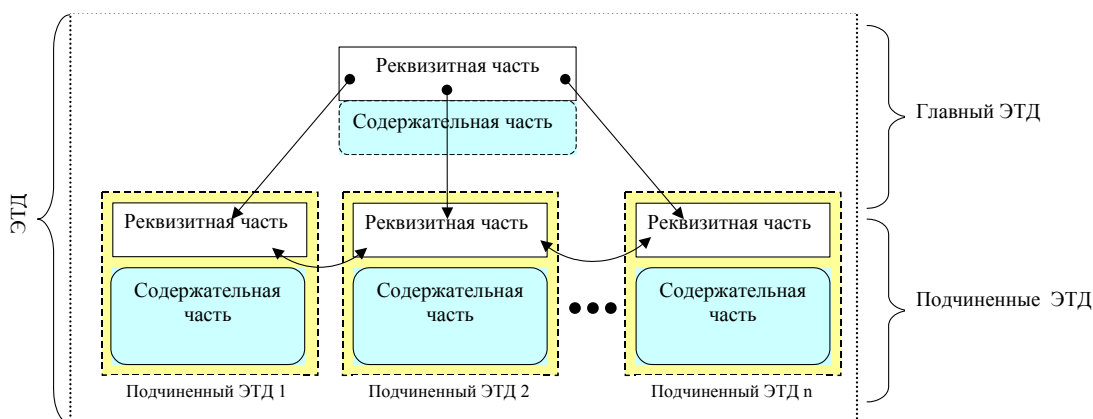 Реквизитная часть
Содержательная часть
Главный ЭТД
ЭТД
Реквизитная часть
Реквизитная часть
Реквизитная часть
Содержательная
часть
Содержательная
часть
Содержательная
часть
Подчиненные ЭТД
Подчиненный ЭТД 1
Подчиненный ЭТД 2
Подчиненный ЭТД n